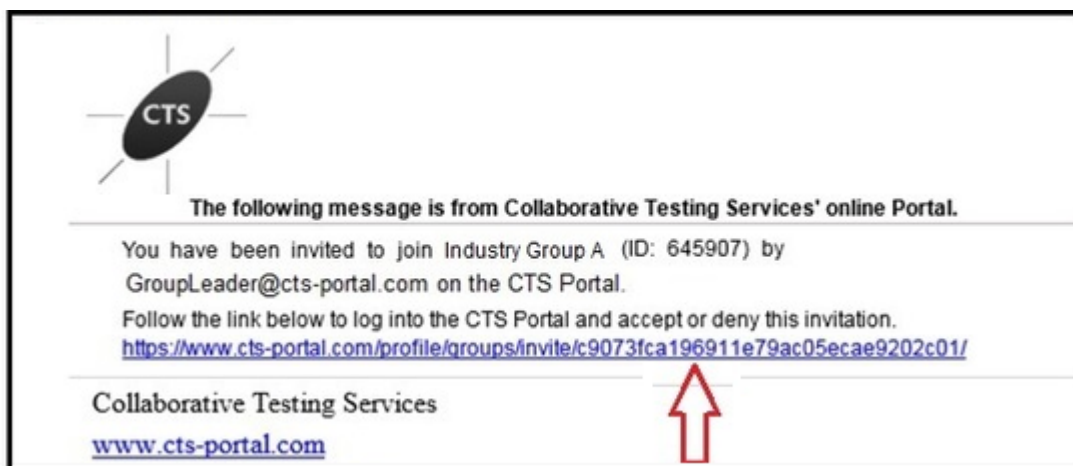 CTS
The following message is from Collaborative Testing Services' online Portal.
You have been invited to join Industry Group A (ID: 645907) by
GroupLeader@cts-portal.com on the CTS Portal.
Follow the link below to log into the CTS Portal and accept or deny this invitation.
https://www.cts-portal.com/profile/groups/invite/c9073fca196911e79ac05ecae9202c01/
Collaborative Testing Services
www.cts-portal.com